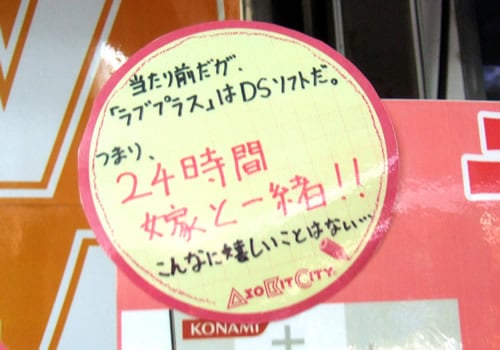 当たり前だが、
「ラブプラス」はDSソフトだ。
つまり、
24時間
嫁と一緒!!
こんなに嬉しいことはない…
ASO BIT CITY
KONAMI